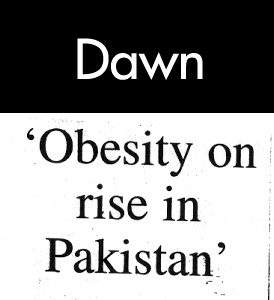 Dawn
‘Obesity on
rise in
Pakistan’